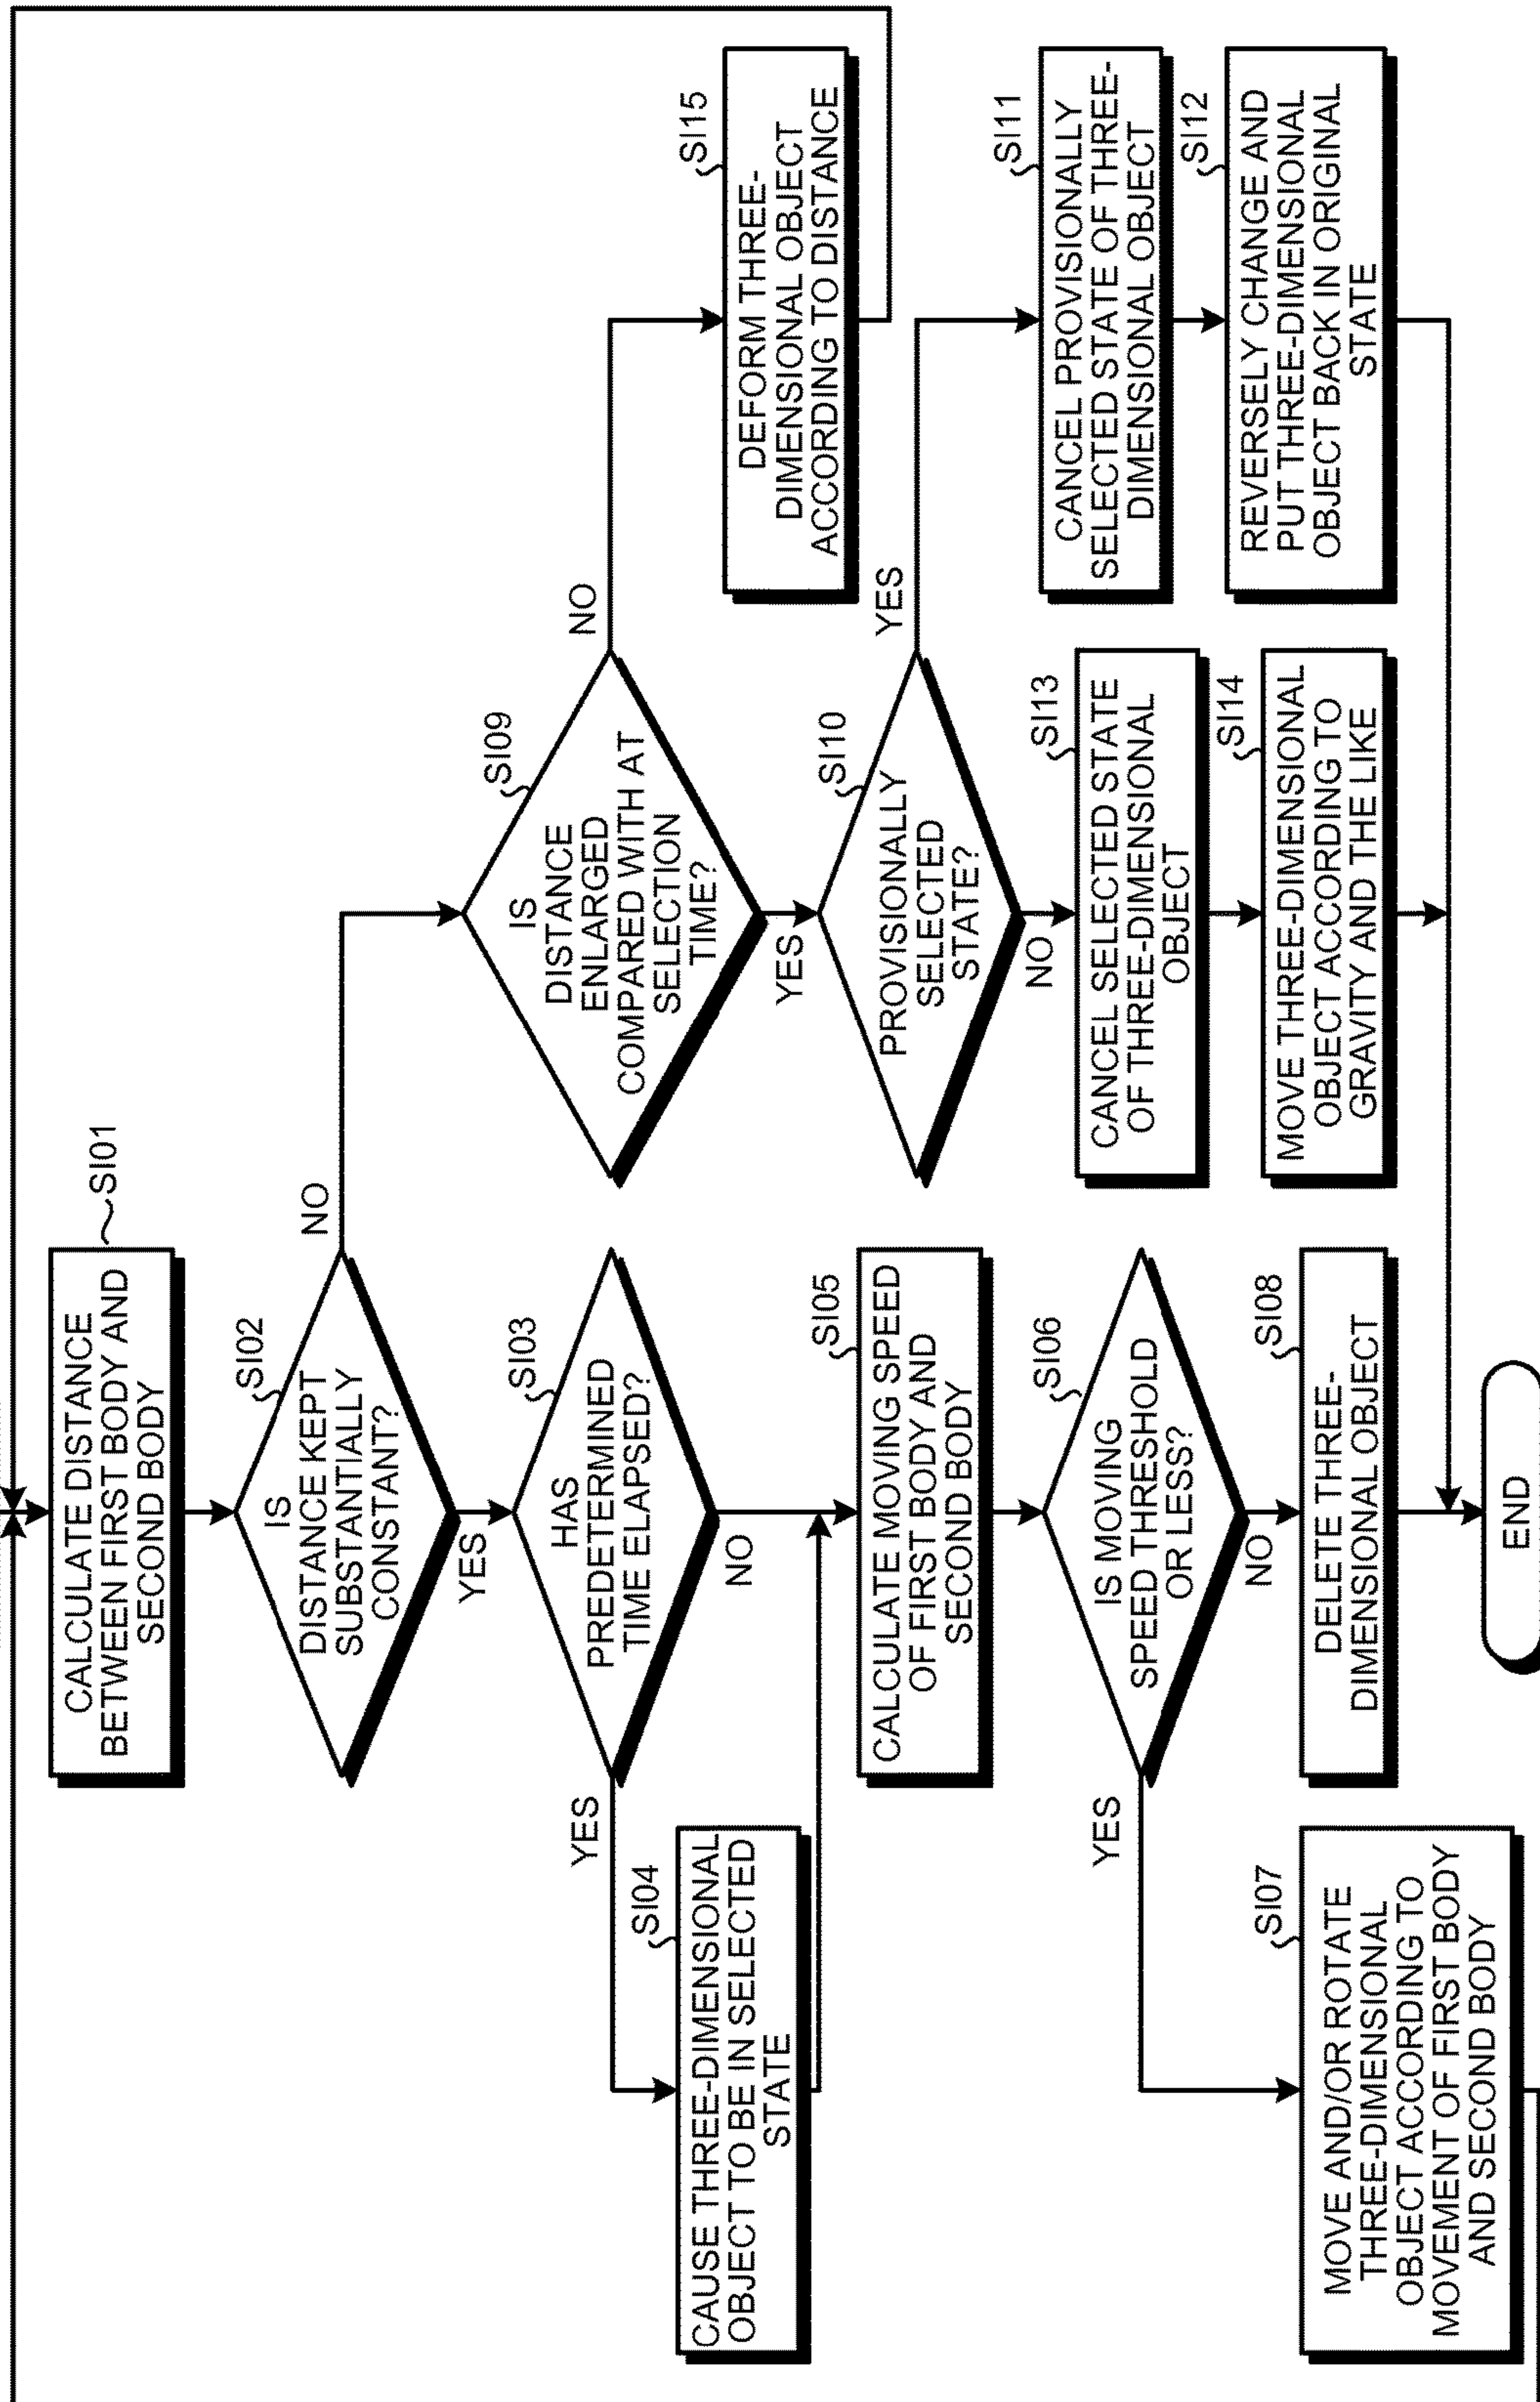 CALCULATE DISTANCE
BETWEEN FIRST BODY AND
SECOND BODY
SI01
IS
DISTANCE KEPT
SUBSTANTIALLY
CONSTANT?
SI02
NO
YES
HAS
PREDETERMINED
TIME ELAPSED?
SI03
YES
NO
CAUSE THREE-DIMENSIONAL
OBJECT TO BE IN SELECTED
STATE
SI04
CALCULATE MOVING SPEED
OF FIRST BODY AND
SECOND BODY
SI05
IS MOVING
SPEED THRESHOLD
OR LESS?
SI06
YES
NO
MOVE AND/OR ROTATE
THREE-DIMENSIONAL
OBJECT ACCORDING TO
MOVEMENT OF FIRST BODY
AND SECOND BODY
SI07
DELETE THREE-
DIMENSIONAL OBJECT
SI08
IS
DISTANCE
ENLARGED
COMPARED WITH AT
SELECTION
TIME?
SI09
NO
YES
PROVISIONALLY
SELECTED
STATE?
SI10
YES
NO
CANCEL PROVISIONALLY
SELECTED STATE OF THREE-
DIMENSIONAL OBJECT
SI11
REVERSELY CHANGE AND
PUT THREE-DIMENSIONAL
OBJECT BACK IN ORIGINAL
STATE
SI12
CANCEL SELECTED STATE
OF THREE-DIMENSIONAL
OBJECT
SI13
MOVE THREE-DIMENSIONAL
OBJECT ACCORDING TO
GRAVITY AND THE LIKE
SI14
DEFORM THREE-
DIMENSIONAL OBJECT
ACCORDING TO DISTANCE
SI15
END